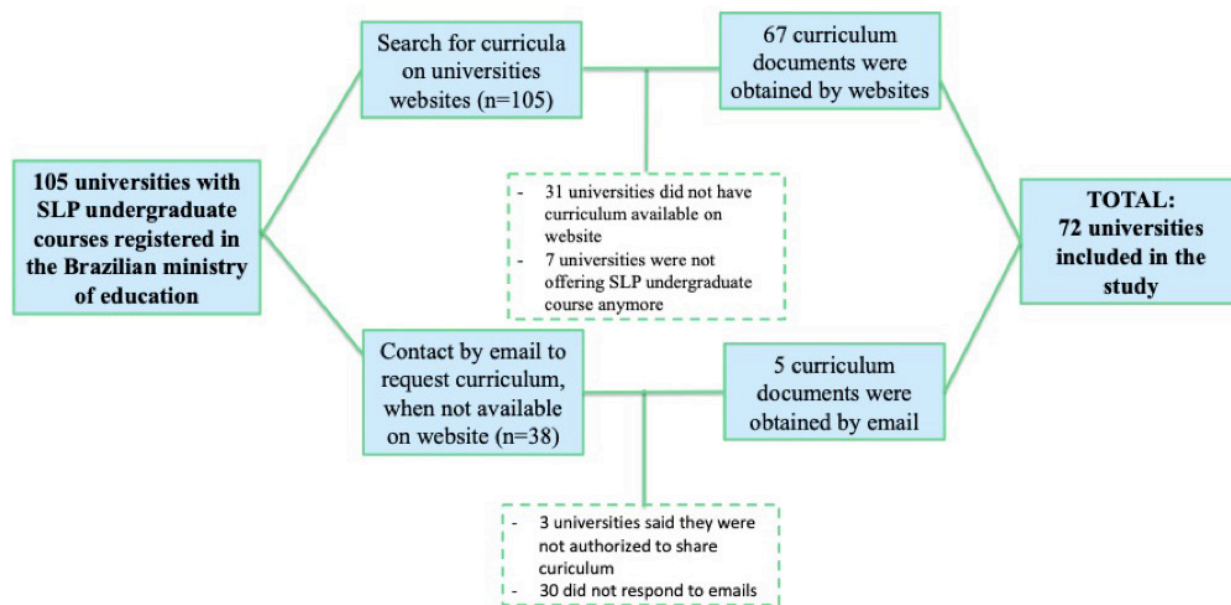 105 universities with
SLP undergraduate
courses registered in
the Brazilian ministry
of education
Search for curricula
on universities
websites (n=105)
67 curriculum
documents were
obtained by websites
- 31 universities did not have
curriculum available on
website
- 7 universities were not
offering SLP undergraduate
course anymore
Contact by email to
request curriculum,
when not available
on website (n=38)
5 curriculum
documents were
obtained by email
- 3 universities said they were
not authorized to share
curiculum
- 30 did not respond to emails
TOTAL:
72 universities
included in the
study